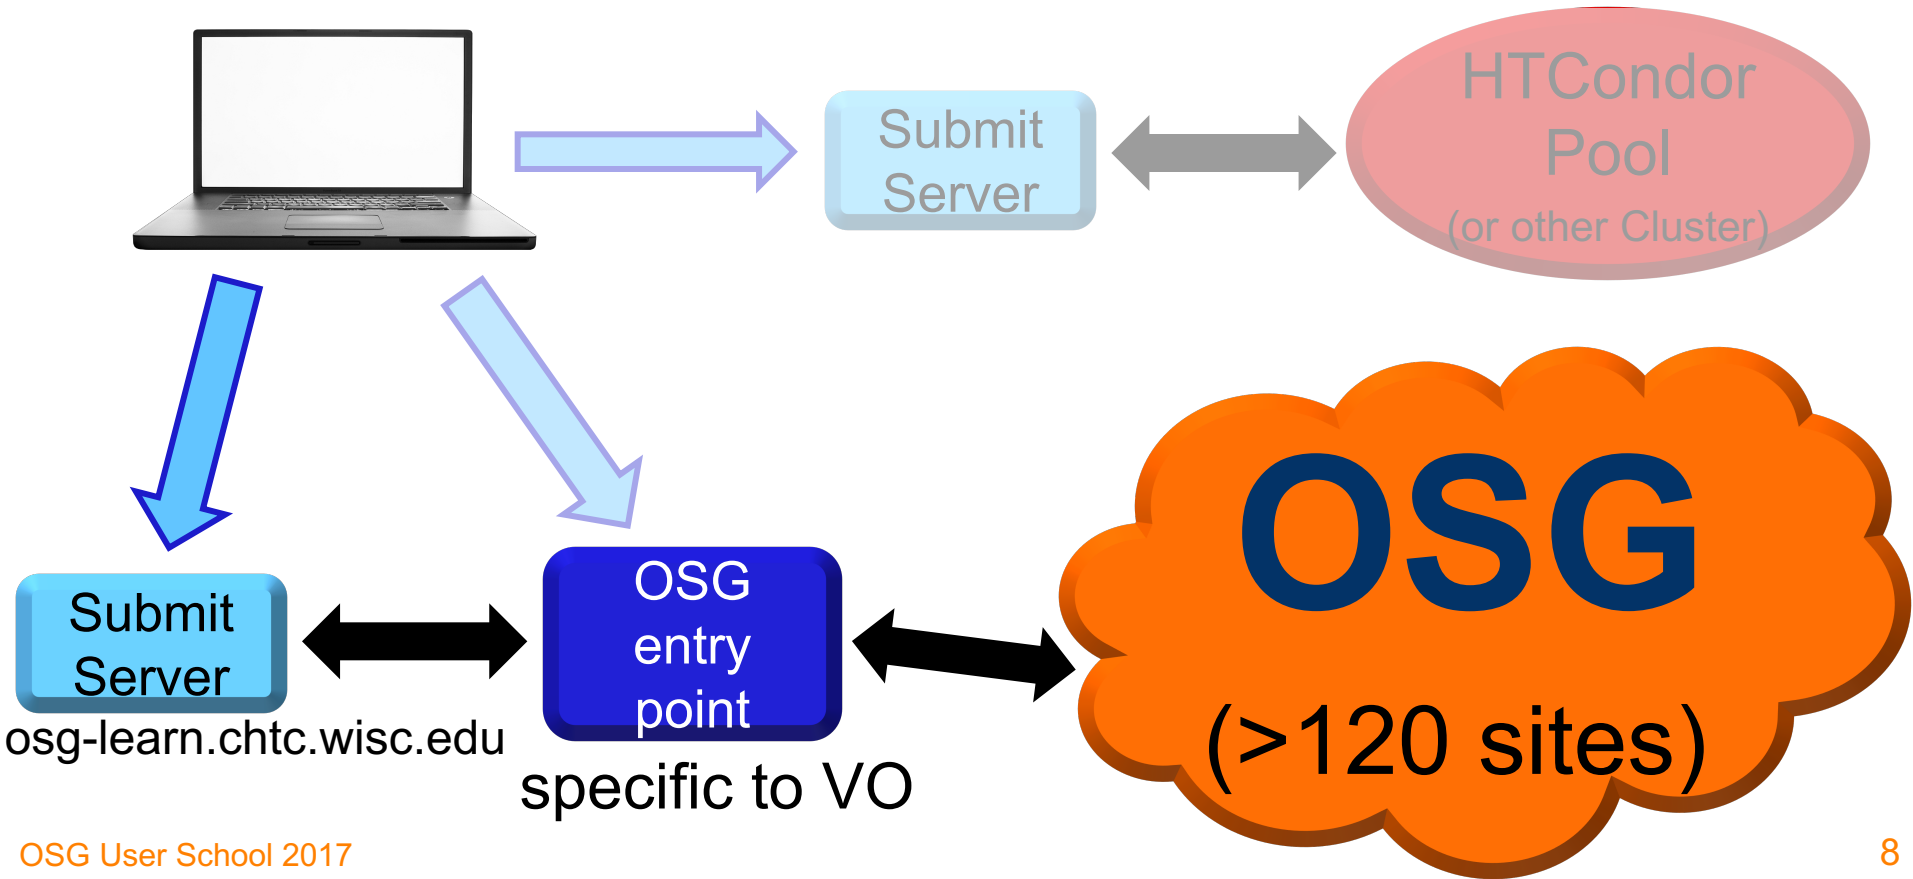 Submit
Server
HTCondor
Pool
(or other Cluster)
Submit
Server
osg-learn.chtc.wisc.edu
OSG
entry
point
specific to VO
OSG
(>120 sites)
OSG User School 2017
8